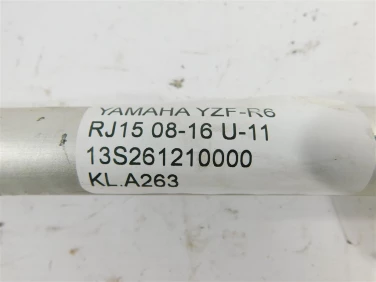 YAMAHA YZF-R6
RJ15 08-16 U-11
13S261210000
KL.A263